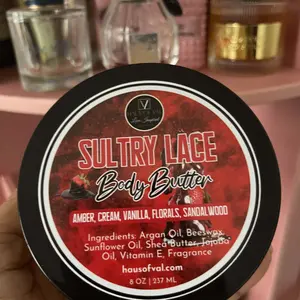 SULTRY LACE
Body Butter
AMBER, CREAM, VANILLA, FLORALS, SANDALWOOD
Ingredients: Argan Oil, Beeswax,
Sunflower Oil, Shea Butter, Jojoba
Oil, Vitamin E, Fragrance
hausofval.com
8 OZ | 237 ML